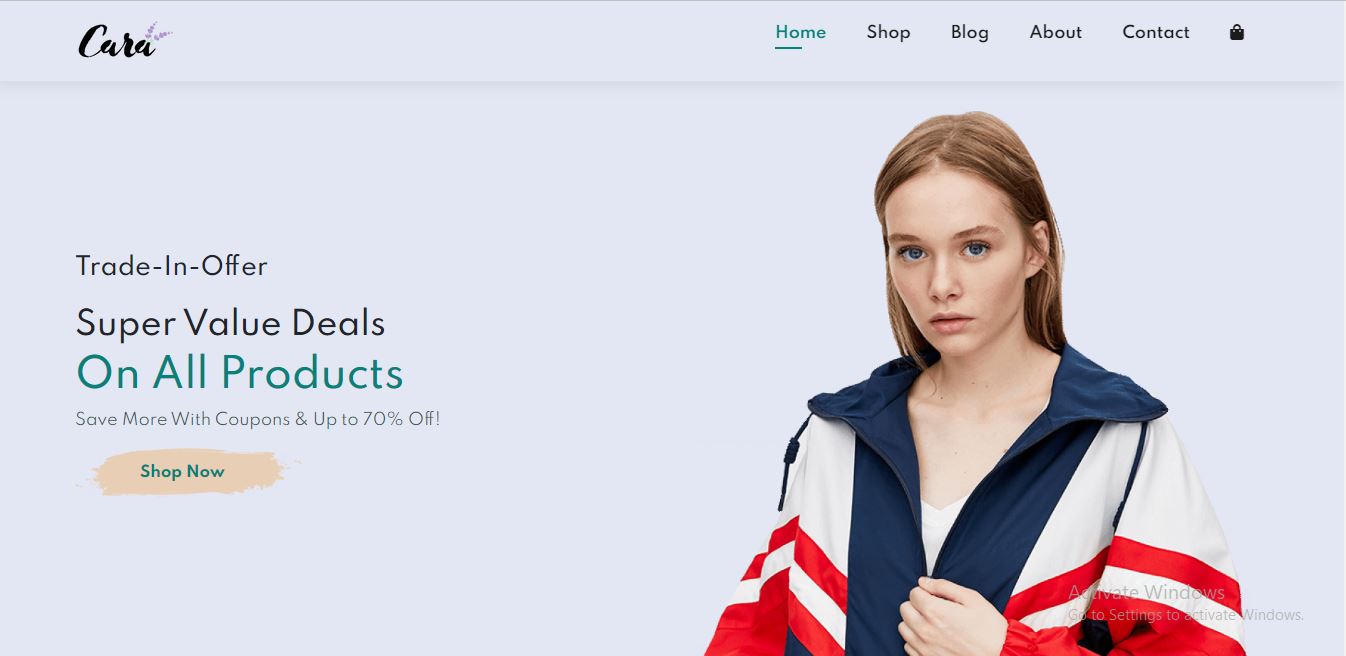 Cara
Home Shop Blog About Contact
Trade-In-Offer
Super Value Deals
On All Products
Save More With Coupons & Up to 70% Off!
Shop Now
Activate Windows
Go to Settings to activate Windows.